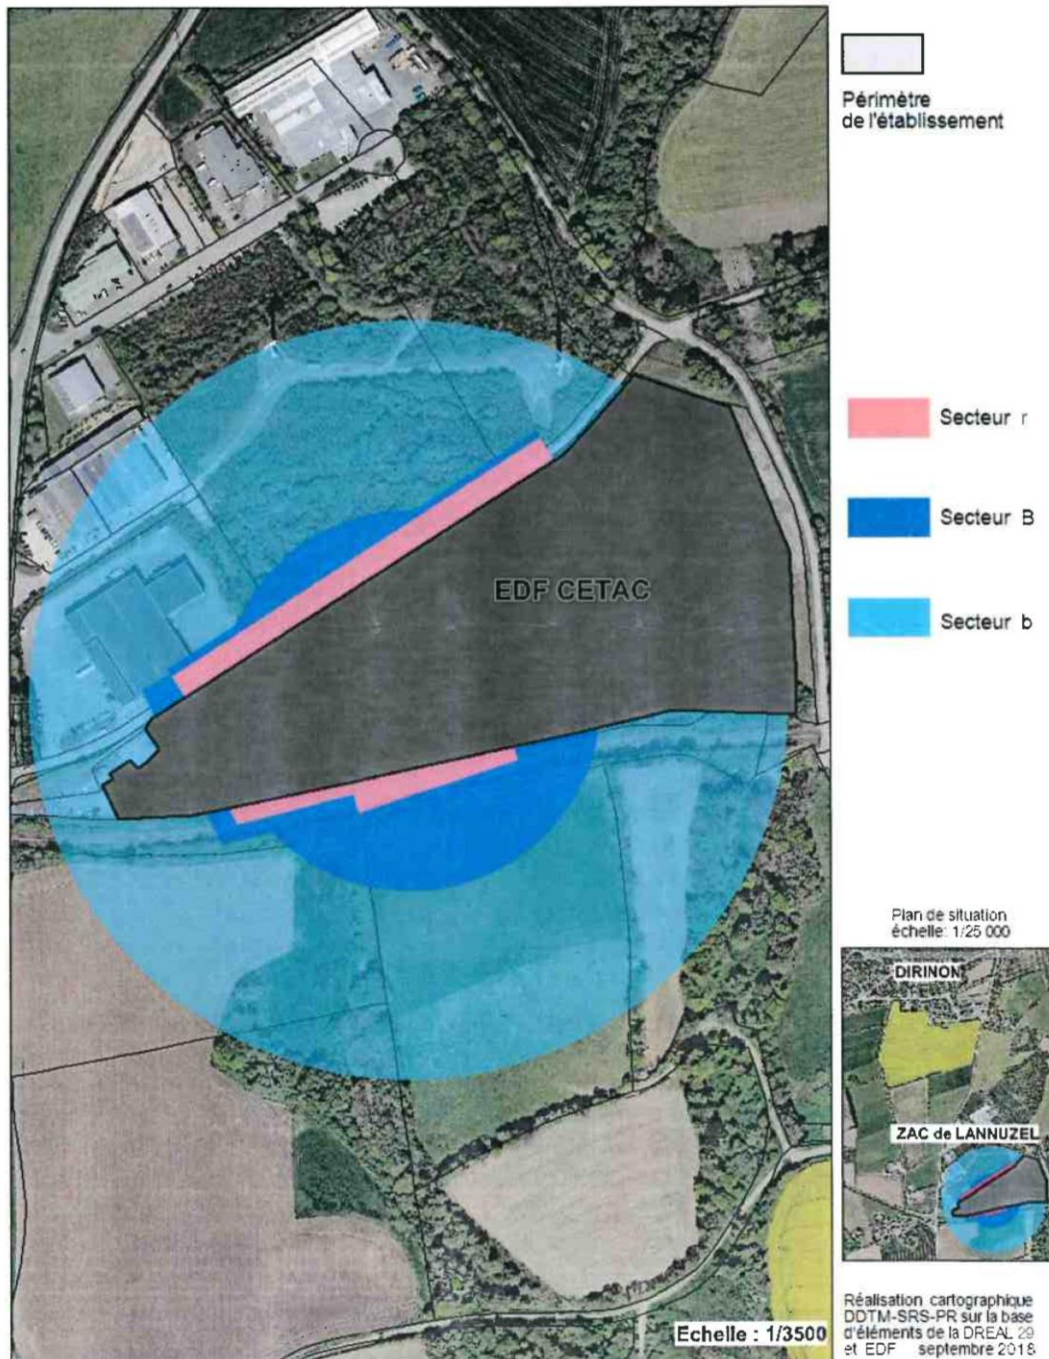 Périmètre
de l'établissement
Secteur r
Secteur B
Secteur b
EDF CETAC
Plan de situation
échelle: 1/25 000
DIRINON
ZAC de LANNUZEL
Echelle : 1/3500
Réalisation cartographique
DDTM-SRS-PR sur la base
d'éléments de la DREAL 29
et EDF septembre 2018